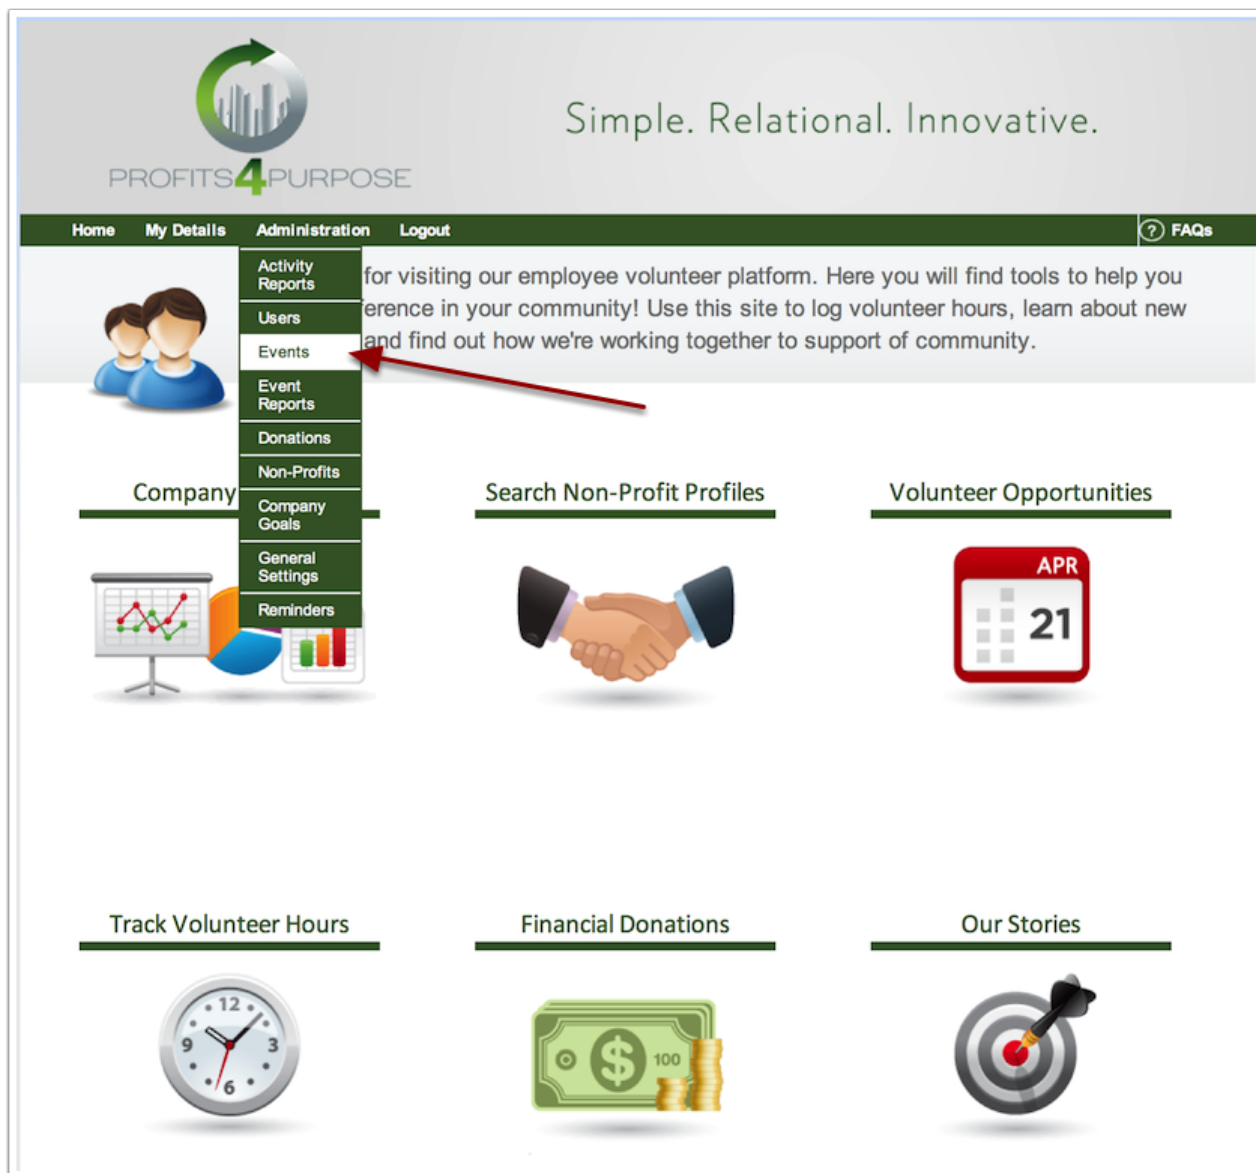 PROFITS4PURPOSE
Simple. Relational. Innovative.
Home My Details Administration Logout ? FAQs
Activity
Reports
Users
Events
Event
Reports
Donations
Non-Profits
Company
Goals
General
Settings
Reminders
for visiting our employee volunteer platform. Here you will find tools to help you
erence in your community! Use this site to log volunteer hours, learn about new
and find out how we're working together to support of community.
Company
Search Non-Profit Profiles
Volunteer Opportunities
APR
21
Track Volunteer Hours
Financial Donations
Our Stories
12
9 3
6
$ 100